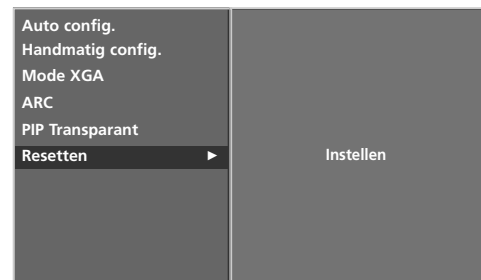 Auto config.
Handmatig config.
Mode XGA
ARC
PIP Transparant
Resetten ►
Instellen